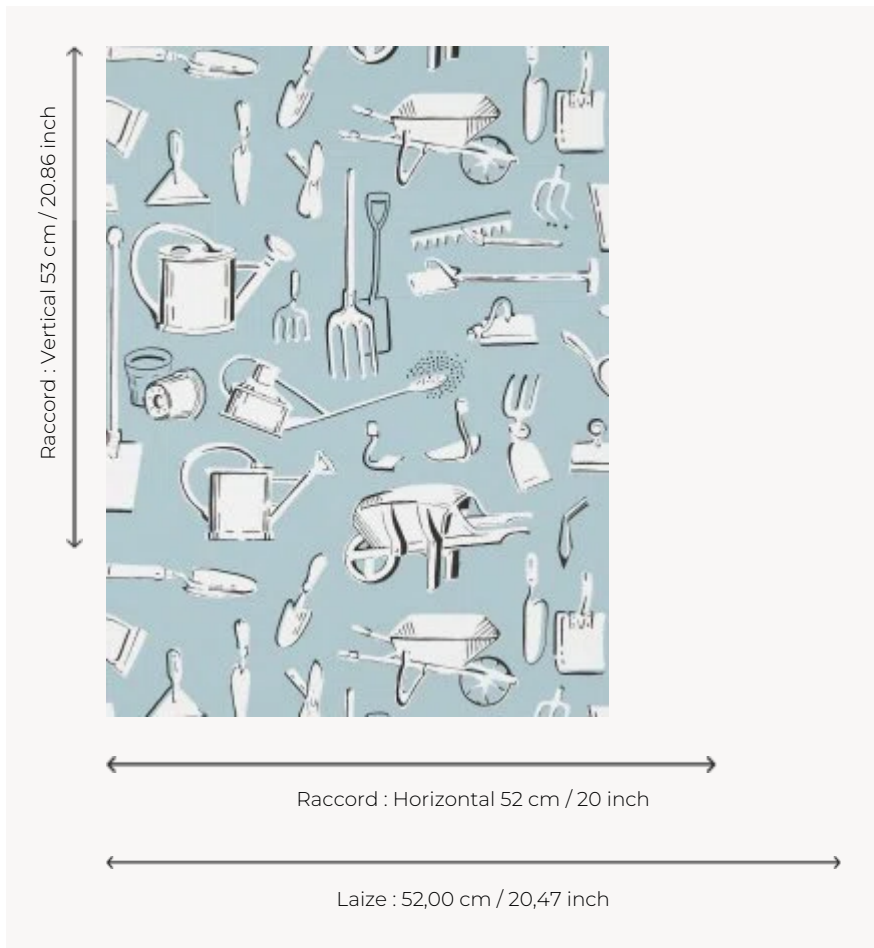 Raccord : Vertical 53 cm / 20.86 inch
Raccord : Horizontal 52 cm / 20 inch
Laize : 52,00 cm / 20,47 inch